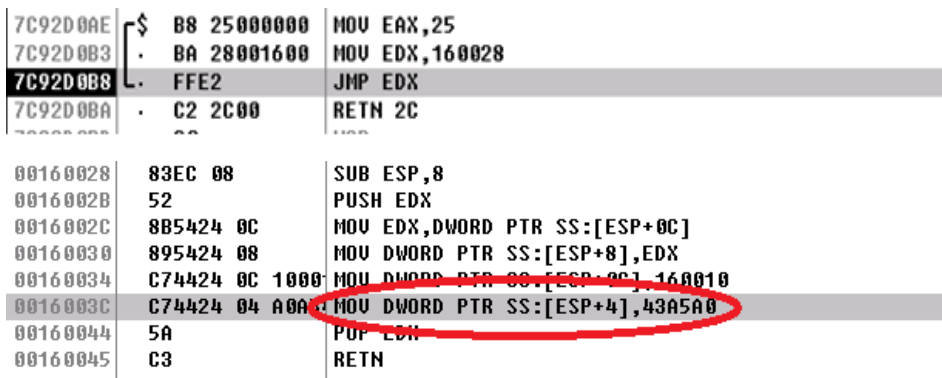 7C92D0AE $ B8 25000000 MOV EAX,25
7C92D0B3 . BA 28001600 MOV EDX,160028
7C92D0B8 . FFE2 JMP EDX
7C92D0BA . C2 2C00 RETN 2C
00160028 83EC 08 SUB ESP,8
0016002B 52 PUSH EDX
0016002C 8B5424 0C MOV EDX,DWORD PTR SS:[ESP+0C]
00160030 895424 08 MOV DWORD PTR SS:[ESP+8],EDX
00160034 C74424 0C 1000 MOV DWORD PTR SS:[ESP+0C],160010
0016003C C74424 04 A0A MOV DWORD PTR SS:[ESP+4],43A5A0
00160044 5A POP EDX
00160045 C3 RETN